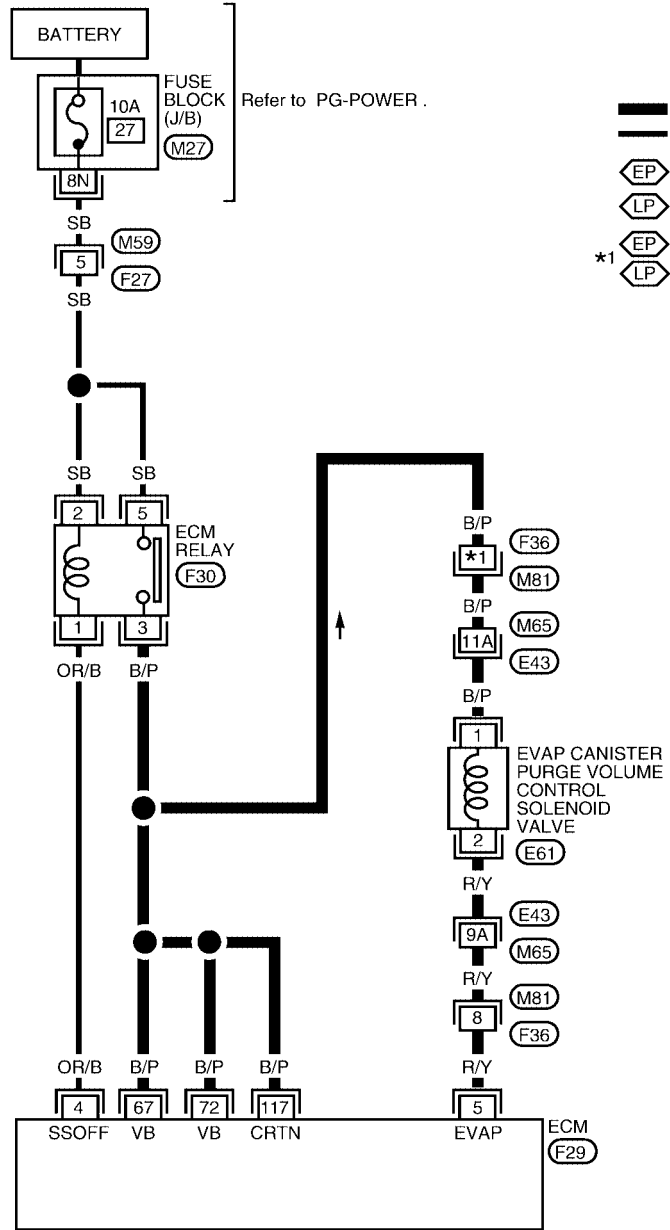 BATTERY
FUSE
BLOCK
(J/B)
Refer to PG-POWER .
10A
27
M27
8N
SB
M59
5
F27
SB
EP
LP
EP
*1
LP
SB SB
2 5
ECM
RELAY
F30
1 3
OR/B B/P
B/P
F36
*1
M81
B/P
M65
11A
E43
B/P
1
EVAP CANISTER
PURGE VOLUME
CONTROL
SOLENOID
VALVE
2
E61
R/Y
E43
9A
M65
R/Y
M81
8
F36
OR/B B/P B/P B/P R/Y
4 67 72 117 5
SSOFF VB VB CRTN EVAP
ECM
F29